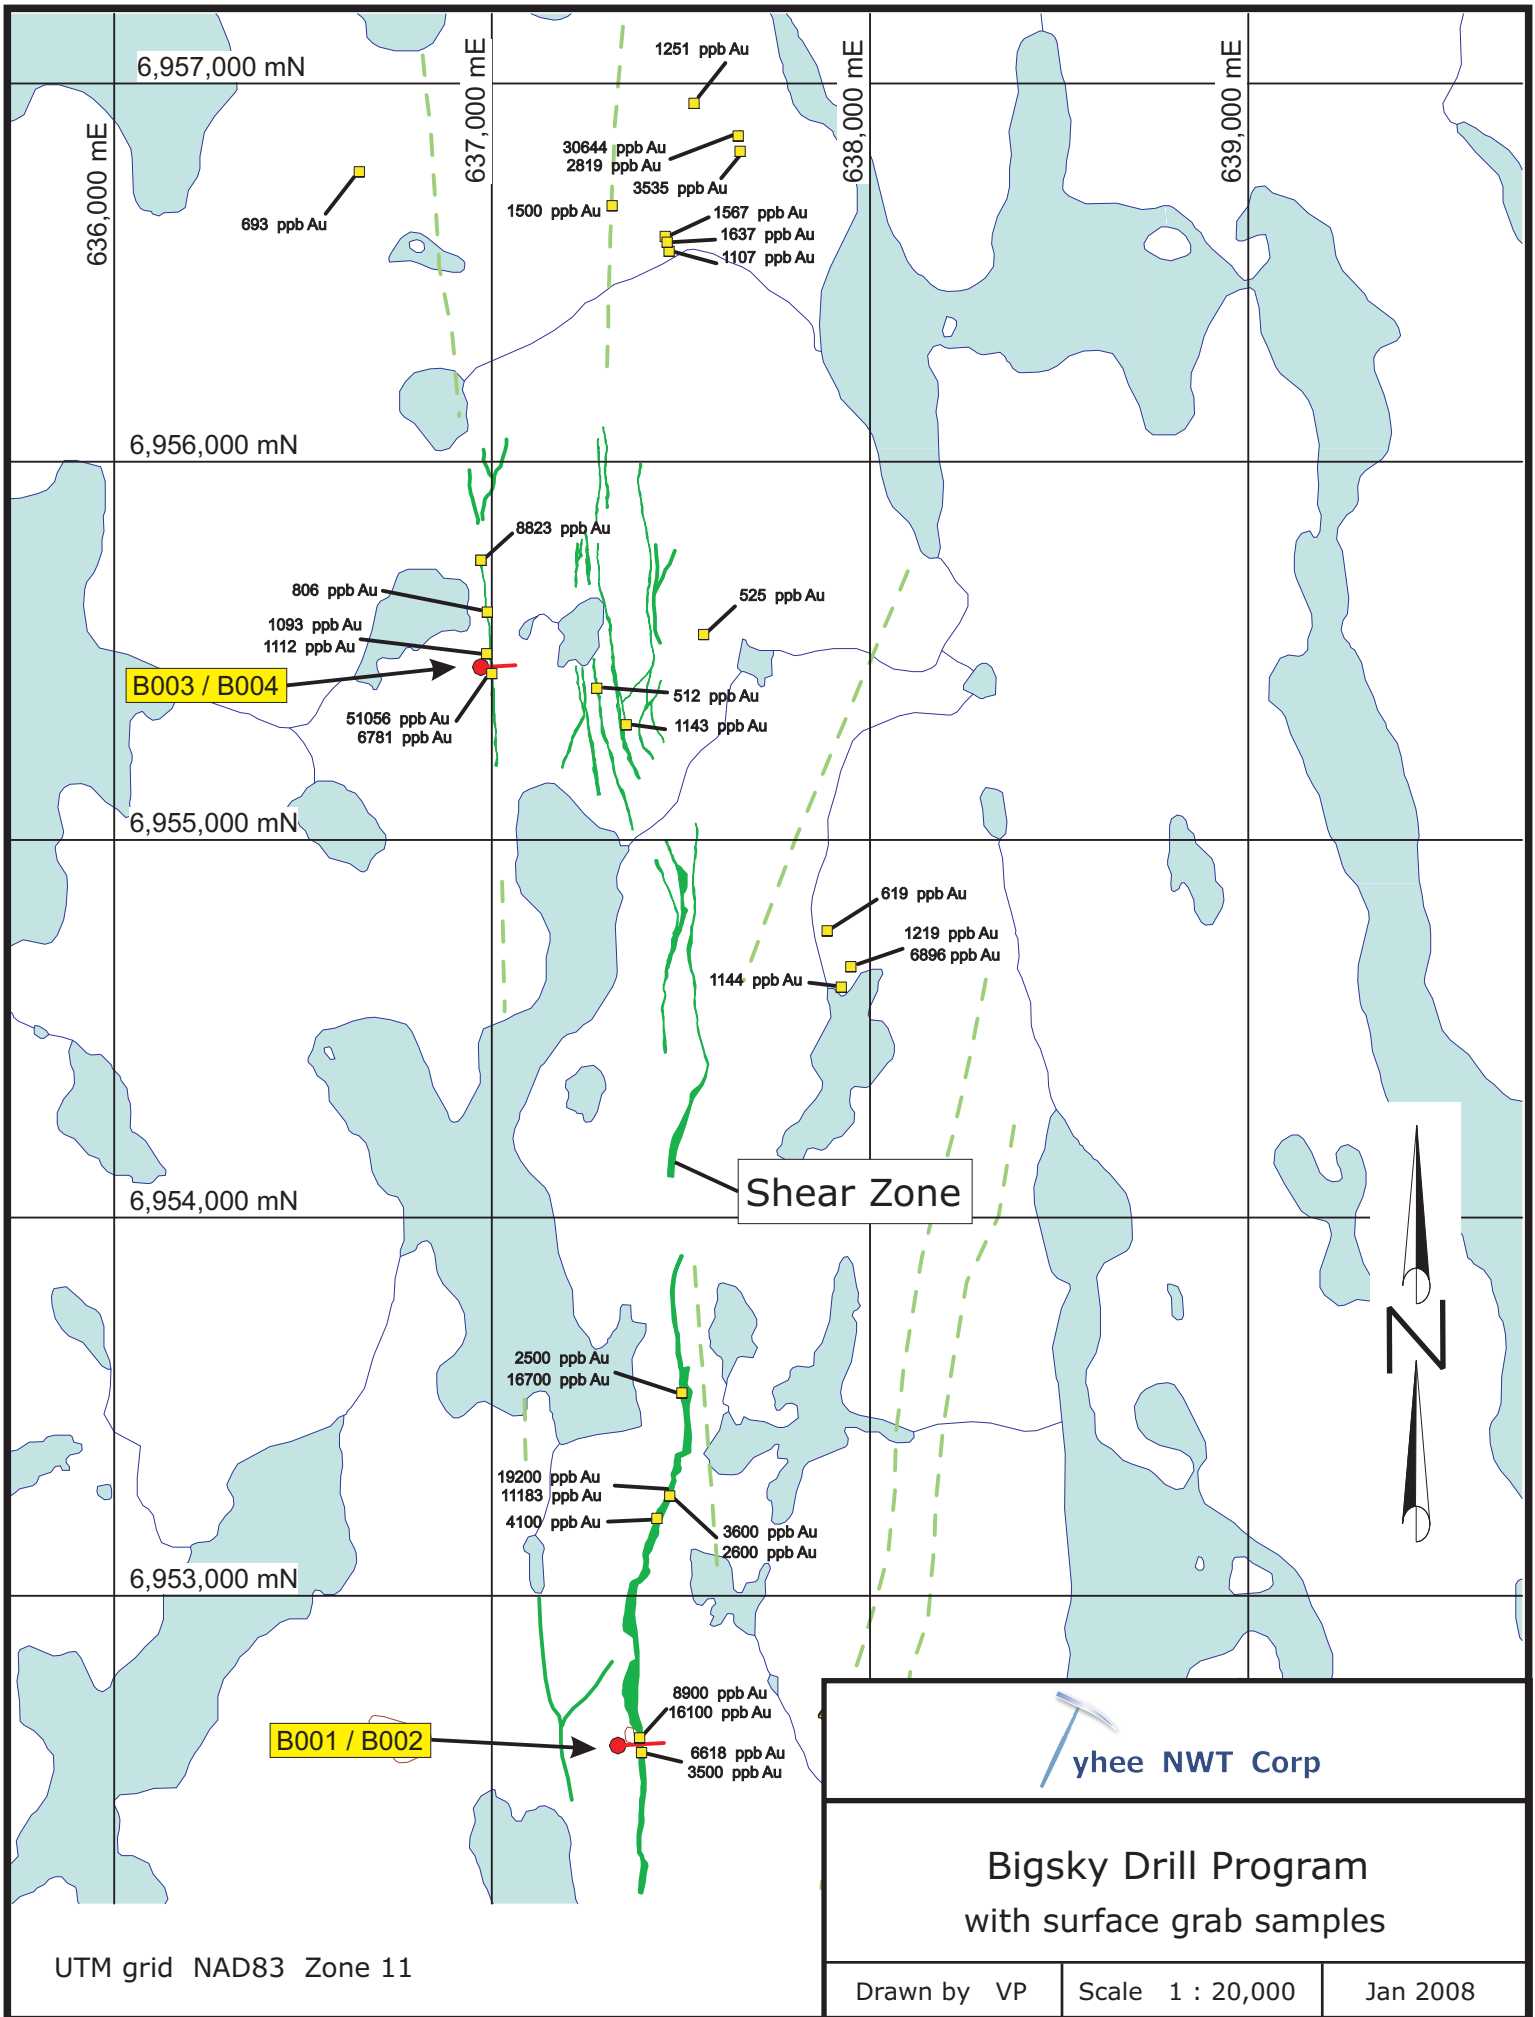 1251 ppb Au
6,957,000 mN
637,000 mE
638,000 mE
639,000 mE
636,000 mE
30644 ppb Au
2819 ppb Au
3535 ppb Au
693 ppb Au
1500 ppb Au
1567 ppb Au
1637 ppb Au
1107 ppb Au
6,956,000 mN
8823 ppb Au
806 ppb Au
525 ppb Au
1093 ppb Au
1112 ppb Au
B003 / B004
512 ppb Au
51056 ppb Au
6781 ppb Au
1143 ppb Au
6,955,000 mN
619 ppb Au
1219 ppb Au
6896 ppb Au
1144 ppb Au
Shear Zone
6,954,000 mN
N
2500 ppb Au
16700 ppb Au
19200 ppb Au
11183 ppb Au
4100 ppb Au
3600 ppb Au
2600 ppb Au
6,953,000 mN
8900 ppb Au
16100 ppb Au
B001 / B002
6618 ppb Au
3500 ppb Au
yhee NWT Corp
Bigsky Drill Program
with surface grab samples
UTM grid NAD83 Zone 11
Drawn by VP
Scale 1 : 20,000
Jan 2008